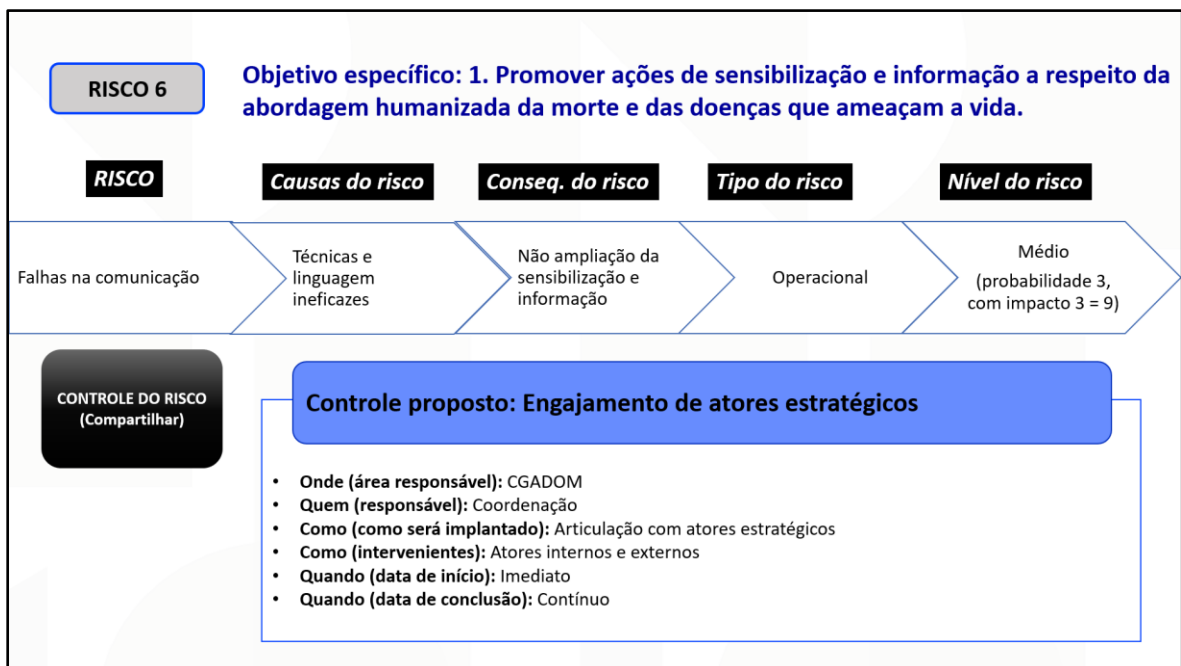 RISCO 6
Objetivo específico: 1. Promover ações de sensibilização e informação a respeito da
abordagem humanizada da morte e das doenças que ameaçam a vida.
RISCO
Causas do risco
Conseq. do risco
Tipo do risco
Nível do risco
Falhas na comunicação
Técnicas e
linguagem
ineficazes
Não ampliação da
sensibilização e
informação
Operacional
Médio
(probabilidade 3,
com impacto 3 = 9)
CONTROLE DO RISCO
(Compartilhar)
Controle proposto: Engajamento de atores estratégicos
• Onde (área responsável): CGADOM
• Quem (responsável): Coordenação
• Como (como será implantado): Articulação com atores estratégicos
• Como (intervenientes): Atores internos e externos
• Quando (data de início): Imediato
• Quando (data de conclusão): Contínuo